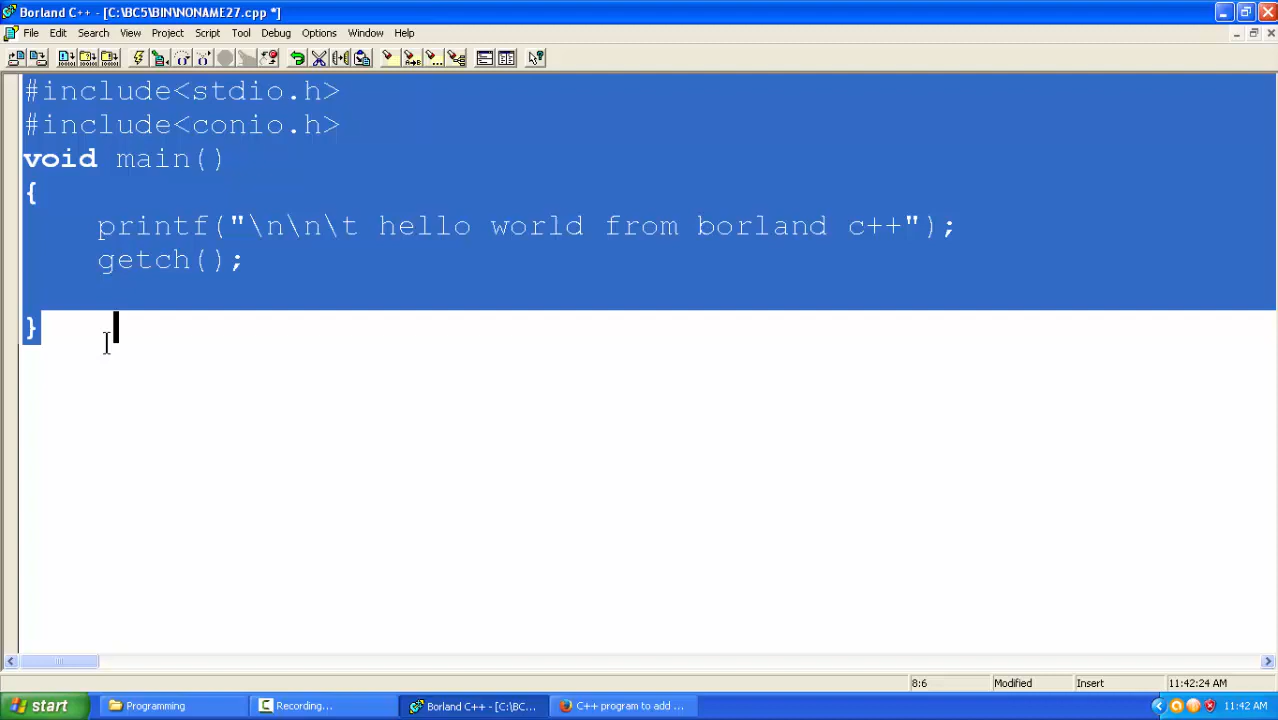 Borland C++ - [C:\BC5\BIN\NONAME27.cpp *]
File Edit Search View Project Script Tool Debug Options Window Help
#include<stdio.h>
#include<conio.h>
void main()
{
printf("\n\n\t hello world from borland c++");
getch();
}
8:6 Modified Insert 11:42:24 AM
start Programming Recording... Borland C++ - [C:\BC... C++ program to add ... 11:42 AM